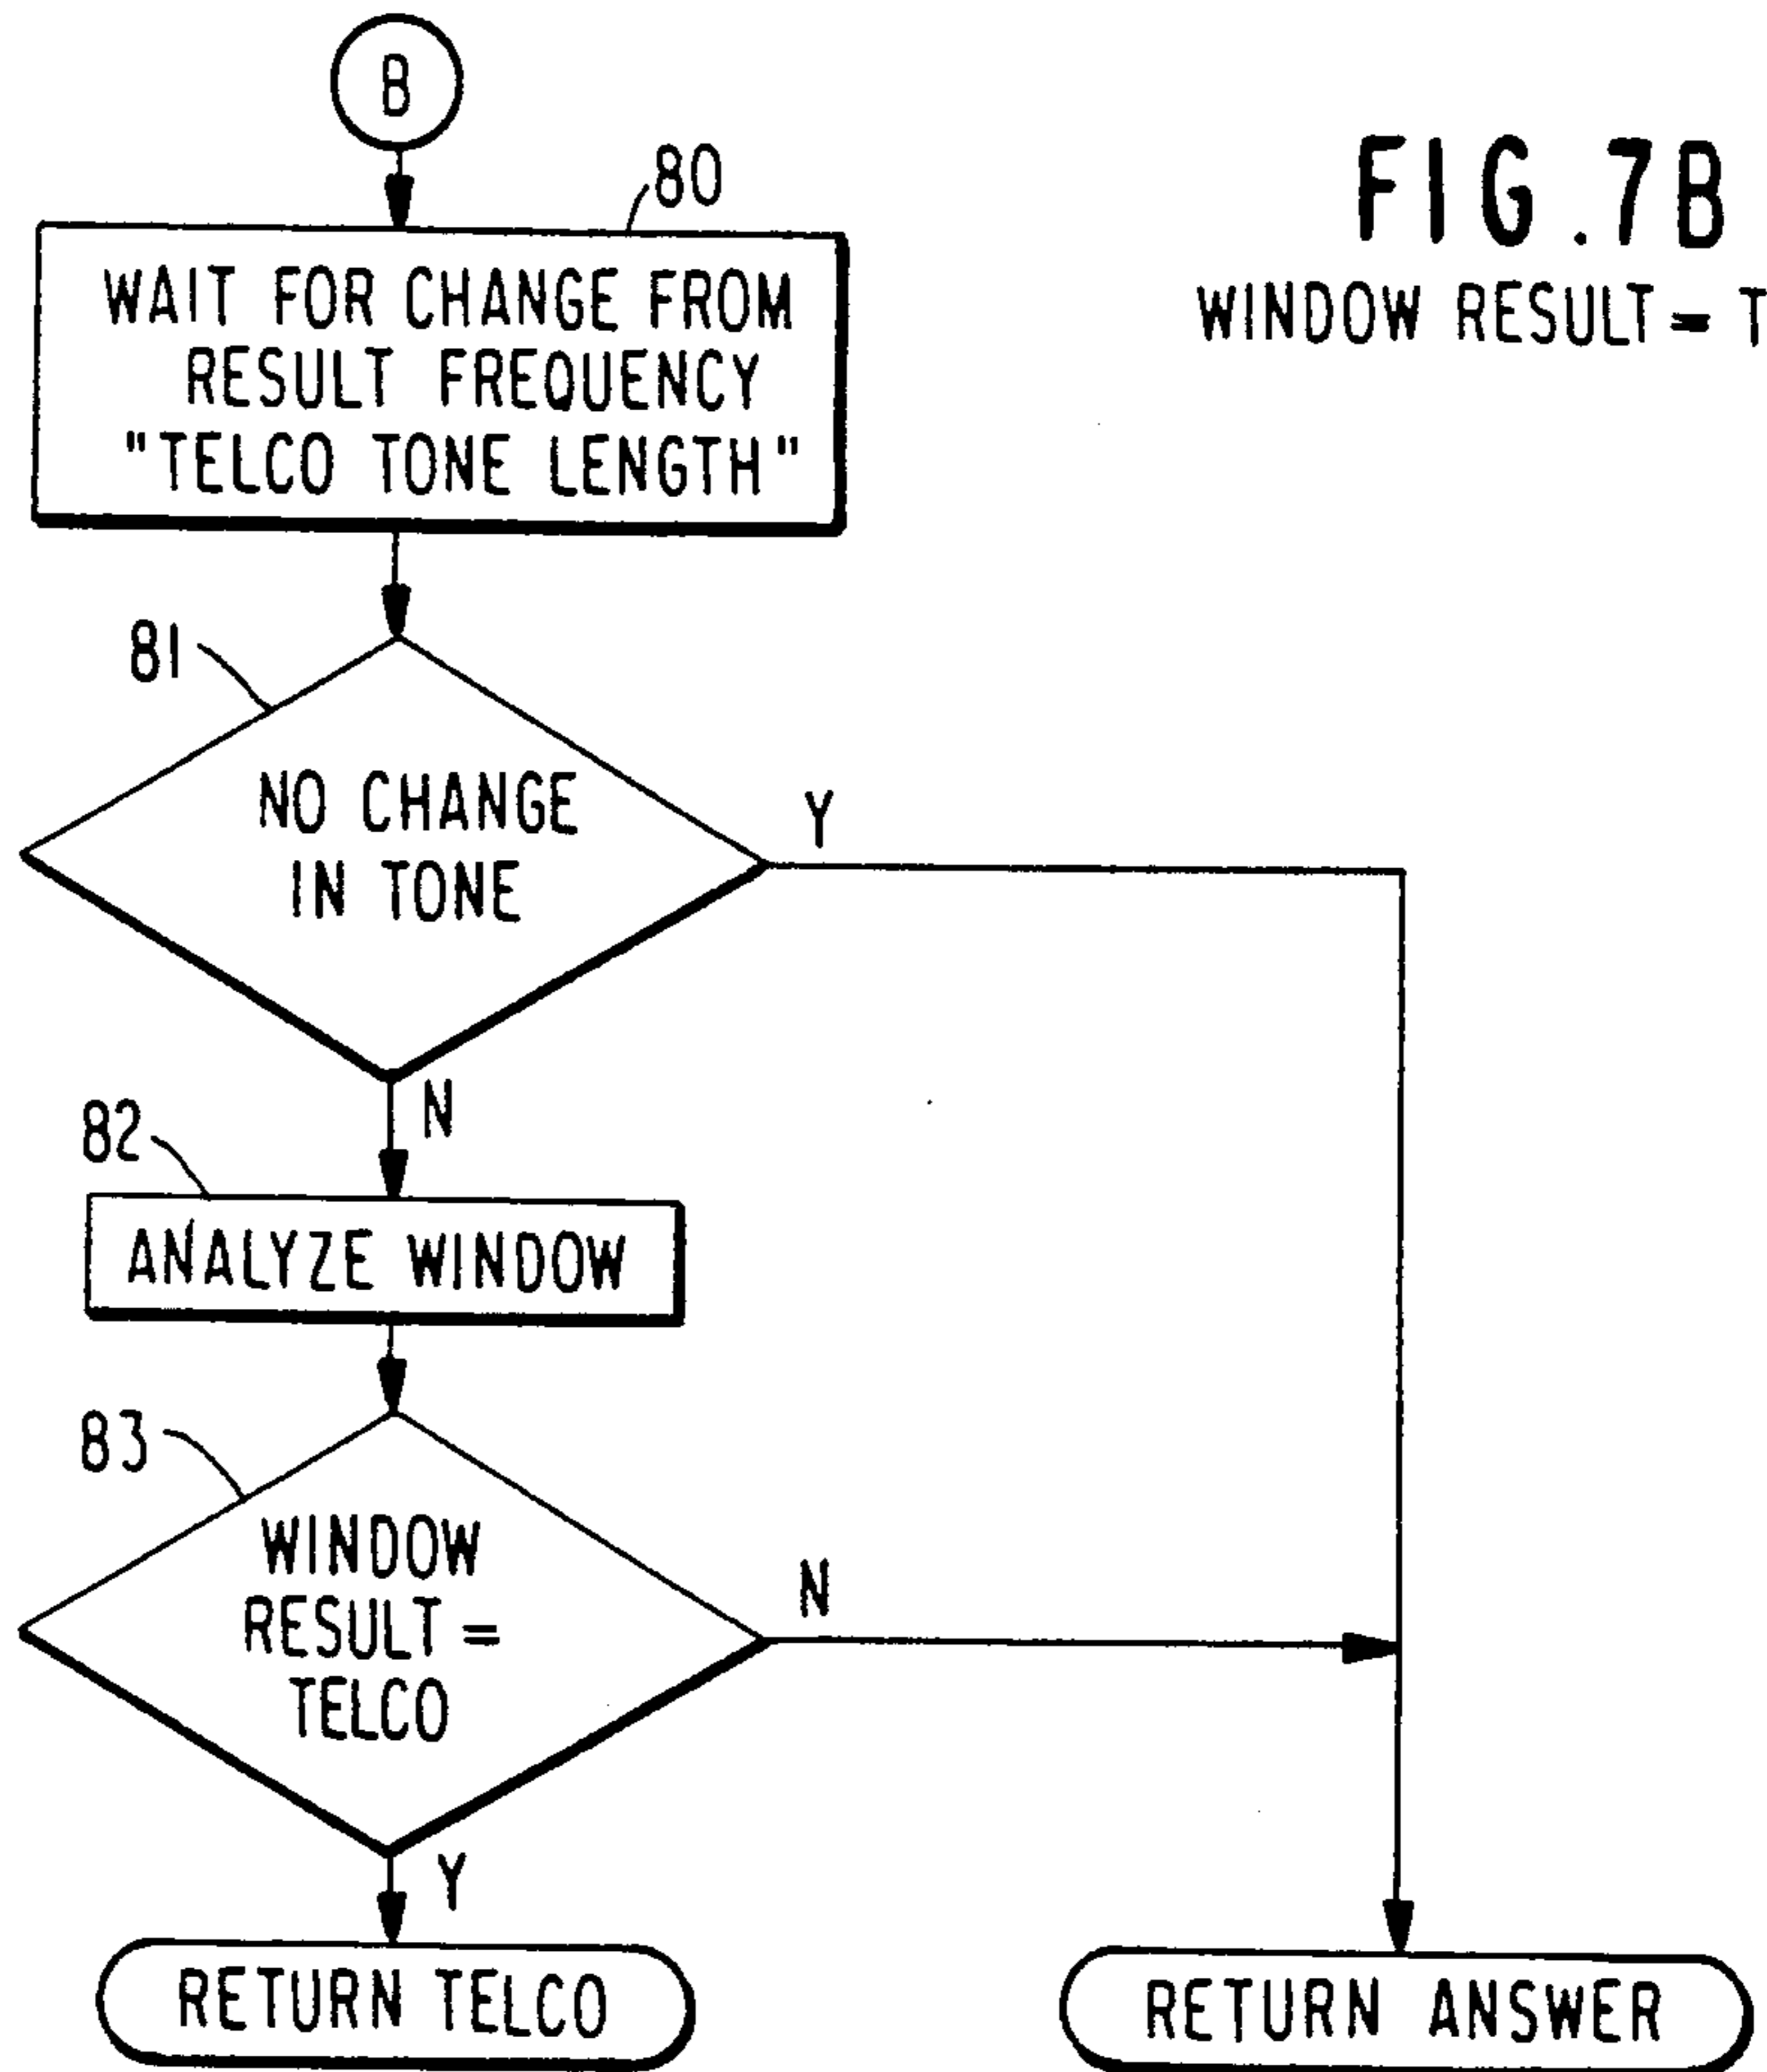 B
80
FIG. 7B
WINDOW RESULT = T
WAIT FOR CHANGE FROM
RESULT FREQUENCY
"TELCO TONE LENGTH"
81
NO CHANGE
IN TONE
Y
N
82
ANALYZE WINDOW
83
WINDOW
RESULT =
TELCO
N
Y
RETURN TELCO
RETURN ANSWER